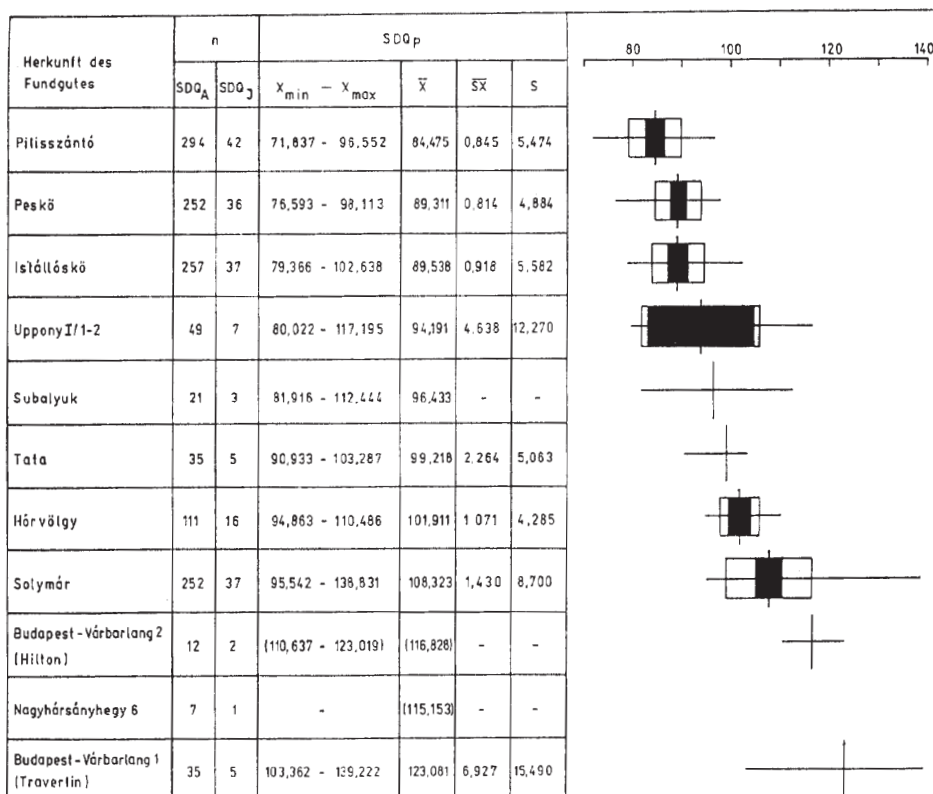 n SDQp
Herkunft des Fundgutes SDQA SDQJ Xmin – Xmax X̄ S̄X̄ S
80 100 120 140
Pilisszántó 294 42 71,837 - 96,552 84,475 0,845 5,474
Peskö 252 36 76,593 - 98,113 89,311 0,814 4,884
Istállóskö 257 37 79,366 - 102,638 89,538 0,918 5,582
Uppony I/1-2 49 7 80,022 - 117,195 94,191 4,638 12,270
Subalyuk 21 3 81,916 - 112,444 96,433 - -
Tata 35 5 90,933 - 103,287 99,218 2,264 5,063
Hórvölgy 111 16 94,863 - 110,486 101,911 1 071 4,285
Solymár 252 37 95,542 - 138,831 108,323 1,430 8,700
Budapest-Várbarlang 2
(Hilton) 12 2 (110,637 - 123,019) (116,828) - -
Nagyhársányhegy 6 7 1 - (115,153) - -
Budapest-Várbarlang 1
(Travertin) 35 5 103,362 - 139,222 123,081 6,927 15,490